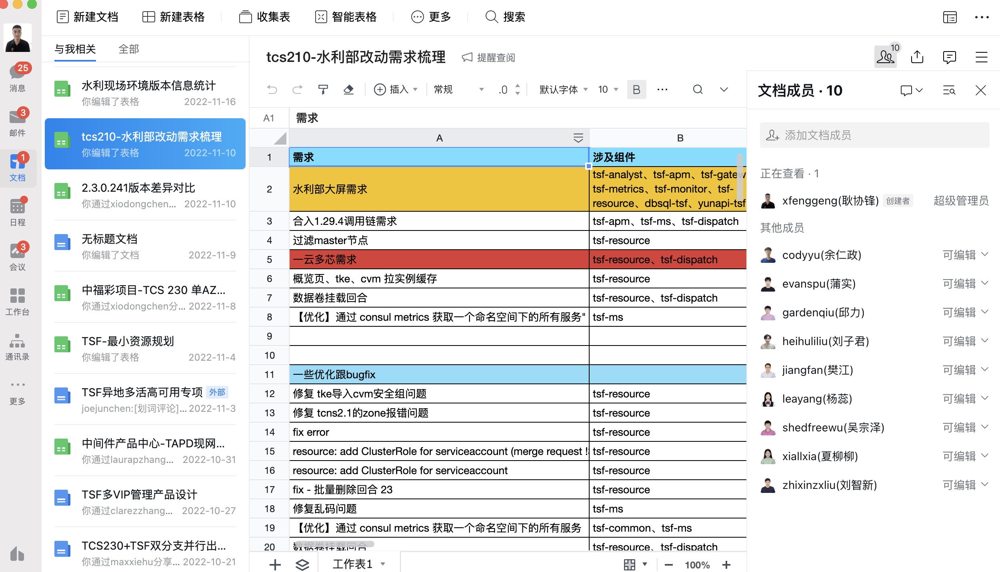 新建文档
新建表格
收集表
智能表格
更多
搜索
25
消息
3
邮件
1
文档
日程
3
会议
工作台
通讯录
更多
与我相关
全部
水利现场环境版本信息统计
你编辑了表格 2022-11-16
tcs210-水利部改动需求梳理
你编辑了表格 2022-11-10
2.3.0.241版本差异对比
你通过xiodongchen... 2022-11-10
无标题文档
你编辑了文档 2022-11-9
中福彩项目-TCS 230 单AZ...
你通过xiodongchen分... 2022-11-8
TSF-最小资源规划
你编辑了表格 2022-11-4
TSF异地多活高可用专项 外部
joejunchen:[划词评论]... 2022-11-3
中间件产品中心-TAPD现网...
你通过laurapzhang... 2022-10-31
TSF多VIP管理产品设计
你通过clarezzhang... 2022-10-27
TCS230+TSF双分支并行出...
你通过maxxiehu分享... 2022-10-21
tcs210-水利部改动需求梳理
提醒查阅
10
插入
常规
.0
默认字体
10
B
A1 需求
A B
1 需求 涉及组件
2 水利部大屏需求 tsf-analyst、tsf-apm、tsf-gatew
tsf-metrics、tsf-monitor、tsf-
resource、dbsql-tsf、yunapi-tsf
3 合入1.29.4调用链需求 tsf-apm、tsf-ms、tsf-dispatch
4 过滤master节点 tsf-resource
5 一云多芯需求 tsf-resource、tsf-dispatch
6 概览页、tke、cvm 拉实例缓存 tsf-resource
7 数据卷挂载回合 tsf-resource、tsf-dispatch
8 【优化】通过 consul metrics 获取一个命名空间下的所有服务" tsf-ms
9
10
11 一些优化跟bugfix
12 修复 tke导入cvm安全组问题 tsf-resource
13 修复 tcns2.1的zone报错问题 tsf-resource
14 fix error tsf-resource
15 resource: add ClusterRole for serviceaccount (merge request ! tsf-resource
16 resource: add ClusterRole for serviceaccount tsf-resource
17 fix - 批量删除回合 23 tsf-resource
18 修复乱码问题 tsf-ms
19 【优化】通过 consul metrics 获取一个命名空间下的所有服务 tsf-common、tsf-ms
20 数据卷挂载回合 tsf-resource、tsf-dispatch
工作表1
100%
文档成员 · 10
添加文档成员
正在查看 · 1
xfenggeng(耿协锋) 创建者 超级管理员
其他成员
codyyu(余仁政) 可编辑
evanspu(蒲实) 可编辑
gardenqiu(邱力) 可编辑
heihuliliu(刘子君) 可编辑
jiangfan(樊江) 可编辑
leayang(杨蕊) 可编辑
shedfreewu(吴宗泽) 可编辑
xiallxia(夏柳柳) 可编辑
zhixinzxliu(刘智新) 可编辑